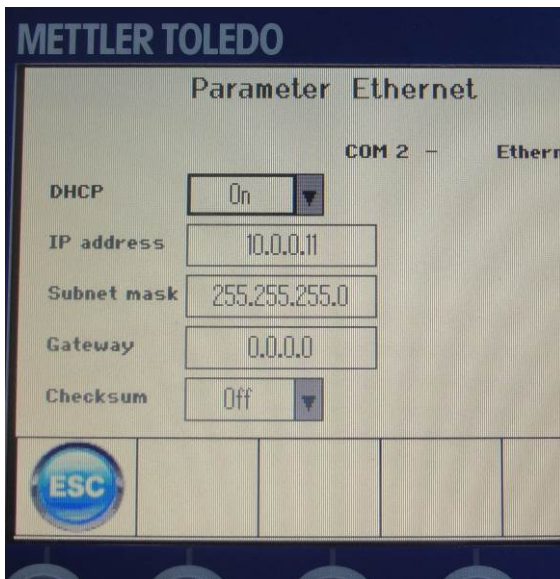 METTLER TOLEDO
Parameter Ethernet
COM 2 - Ethern
DHCP On
IP address 10.0.0.11
Subnet mask 255.255.255.0
Gateway 0.0.0.0
Checksum Off
ESC